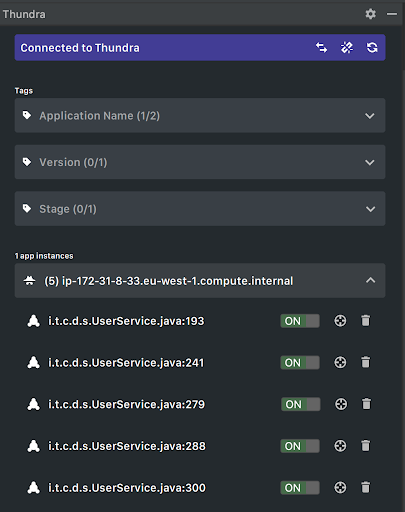 Thundra
Connected to Thundra
Tags
Application Name (1/2)
Version (0/1)
Stage (0/1)
1 app instances
(5) ip-172-31-8-33.eu-west-1.compute.internal
i.t.c.d.s.UserService.java:193 ON
i.t.c.d.s.UserService.java:241 ON
i.t.c.d.s.UserService.java:279 ON
i.t.c.d.s.UserService.java:288 ON
i.t.c.d.s.UserService.java:300 ON